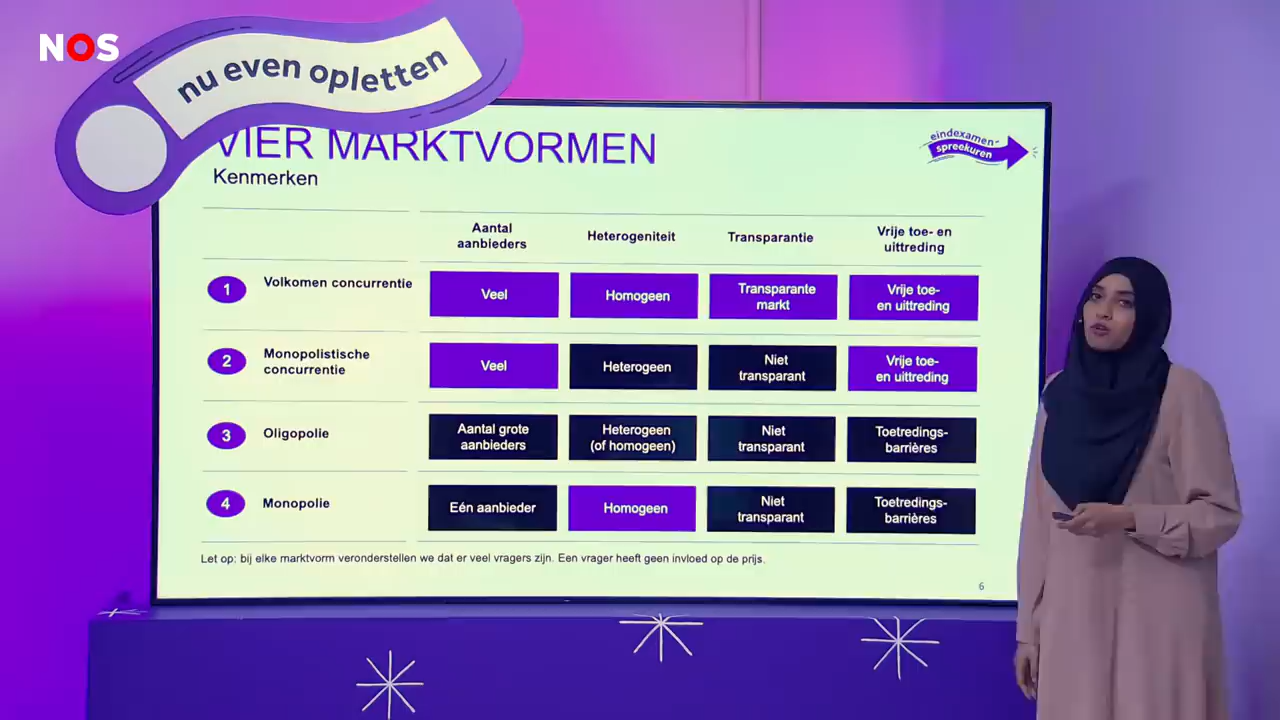 NOS
nu even opletten
VIER MARKTVORMEN
Kenmerken
eindexamen-
spreekuren
Aantal
aanbieders
Heterogeniteit
Transparantie
Vrije toe- en
uittreding
1
Volkomen concurrentie
Veel
Homogeen
Transparante
markt
Vrije toe-
en uittreding
2
Monopolistische
concurrentie
Veel
Heterogeen
Niet
transparant
Vrije toe-
en uittreding
3
Oligopolie
Aantal grote
aanbieders
Heterogeen
(of homogeen)
Niet
transparant
Toetredings-
barrières
4
Monopolie
Eén aanbieder
Homogeen
Niet
transparant
Toetredings-
barrières
Let op: bij elke marktvorm veronderstellen we dat er veel vragers zijn. Een vrager heeft geen invloed op de prijs.
6